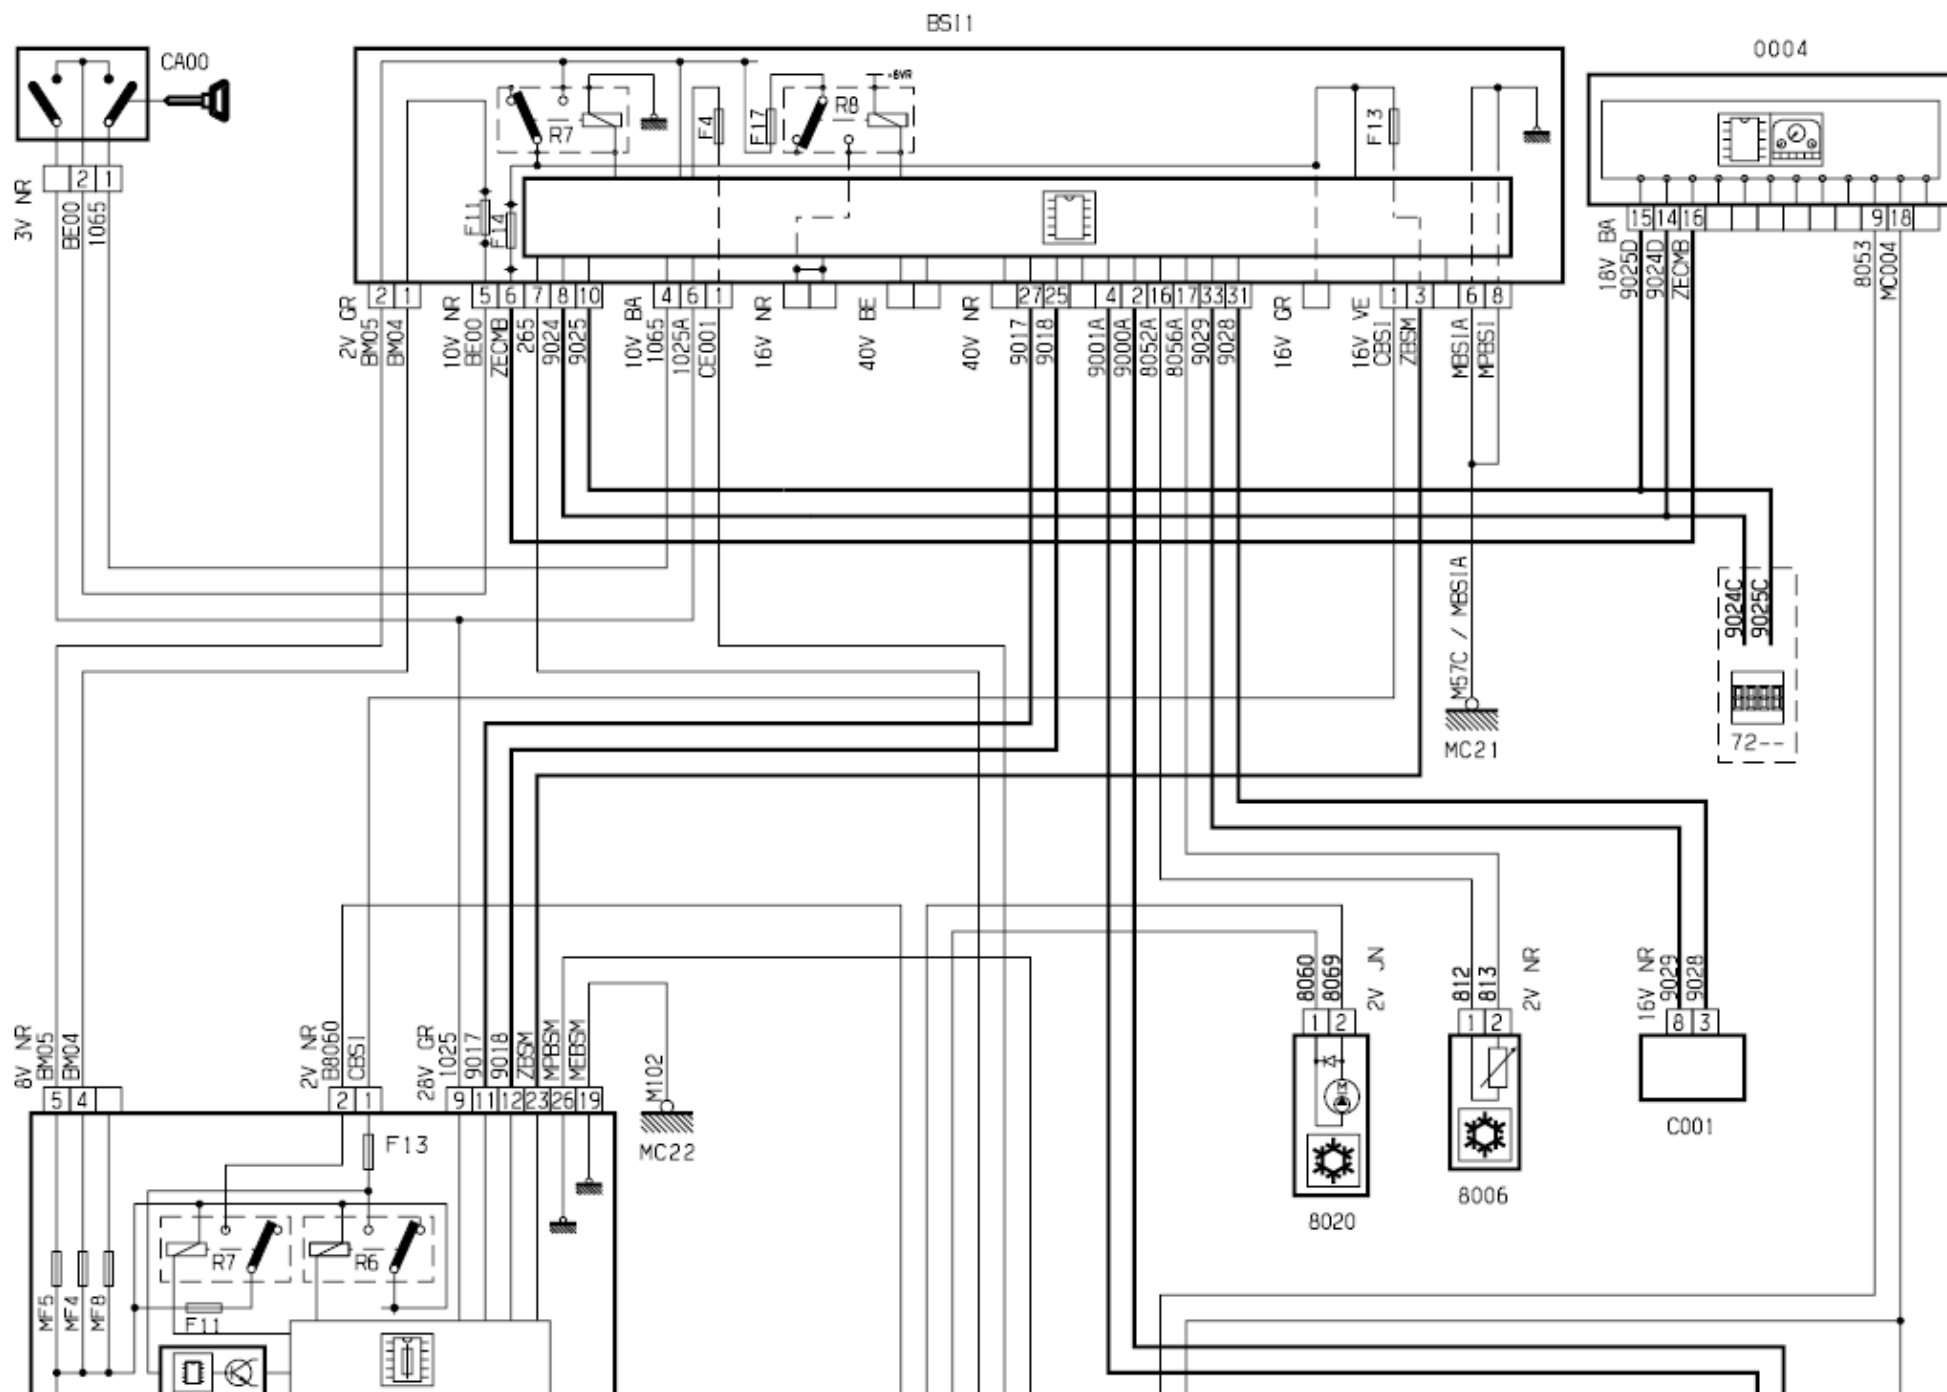 BSI1
0004
CA00
+BVR
R7
F4
F17
R8
F13
F11
F14
3V NR
2 1
BE00
1065
2V GR
2 1
BM05
BM04
10V NR
5 6 7 8 10
BE00
ZECMB
265
9024
9025
10V BA
4 6 1
1065
1025A
CE001
16V NR
40V BE
40V NR
27 25 4 2 16 17 33 31
9017
9018
9001A
9000A
8052A
8056A
9029
9028
16V GR
16V VE
1 3 6 8
CBSI
ZBSM
MBSIA
MPBSI
18V BA
15 14 16 9 18
9025D
9024D
ZECMB
8053
MC004
M57C / MBSIA
MC21
9024C
9025C
72--
8V NR
BM05
BM04
5 4
2V NR
B8060
CBSI
2 1
28V GR
1025
9017
9018
ZBSM
MPBSM
MEBSM
9 11 12 23 26 19
M102
MC22
8060
8069
2V JN
1 2
M
8020
812
813
2V NR
1 2
8006
16V NR
9029
9028
8 3
C001
F13
R7
R6
F11
MF5
MF4
MF8